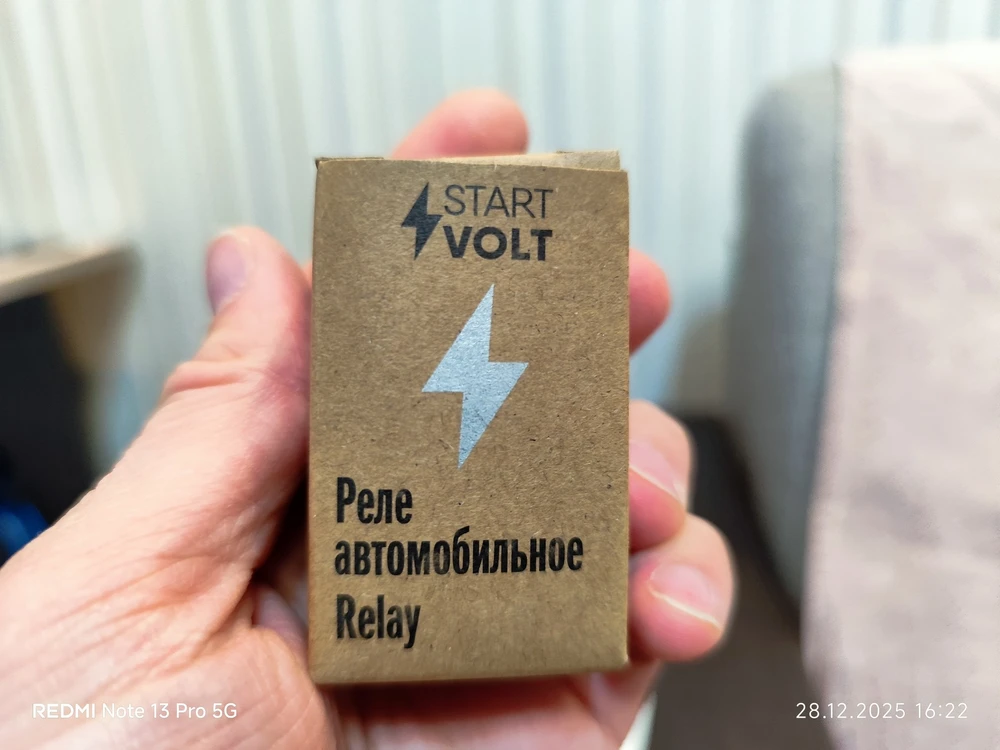 START
VOLT
Реле
автомобильное
Relay
REDMI Note 13 Pro 5G
28.12.2025 16:22